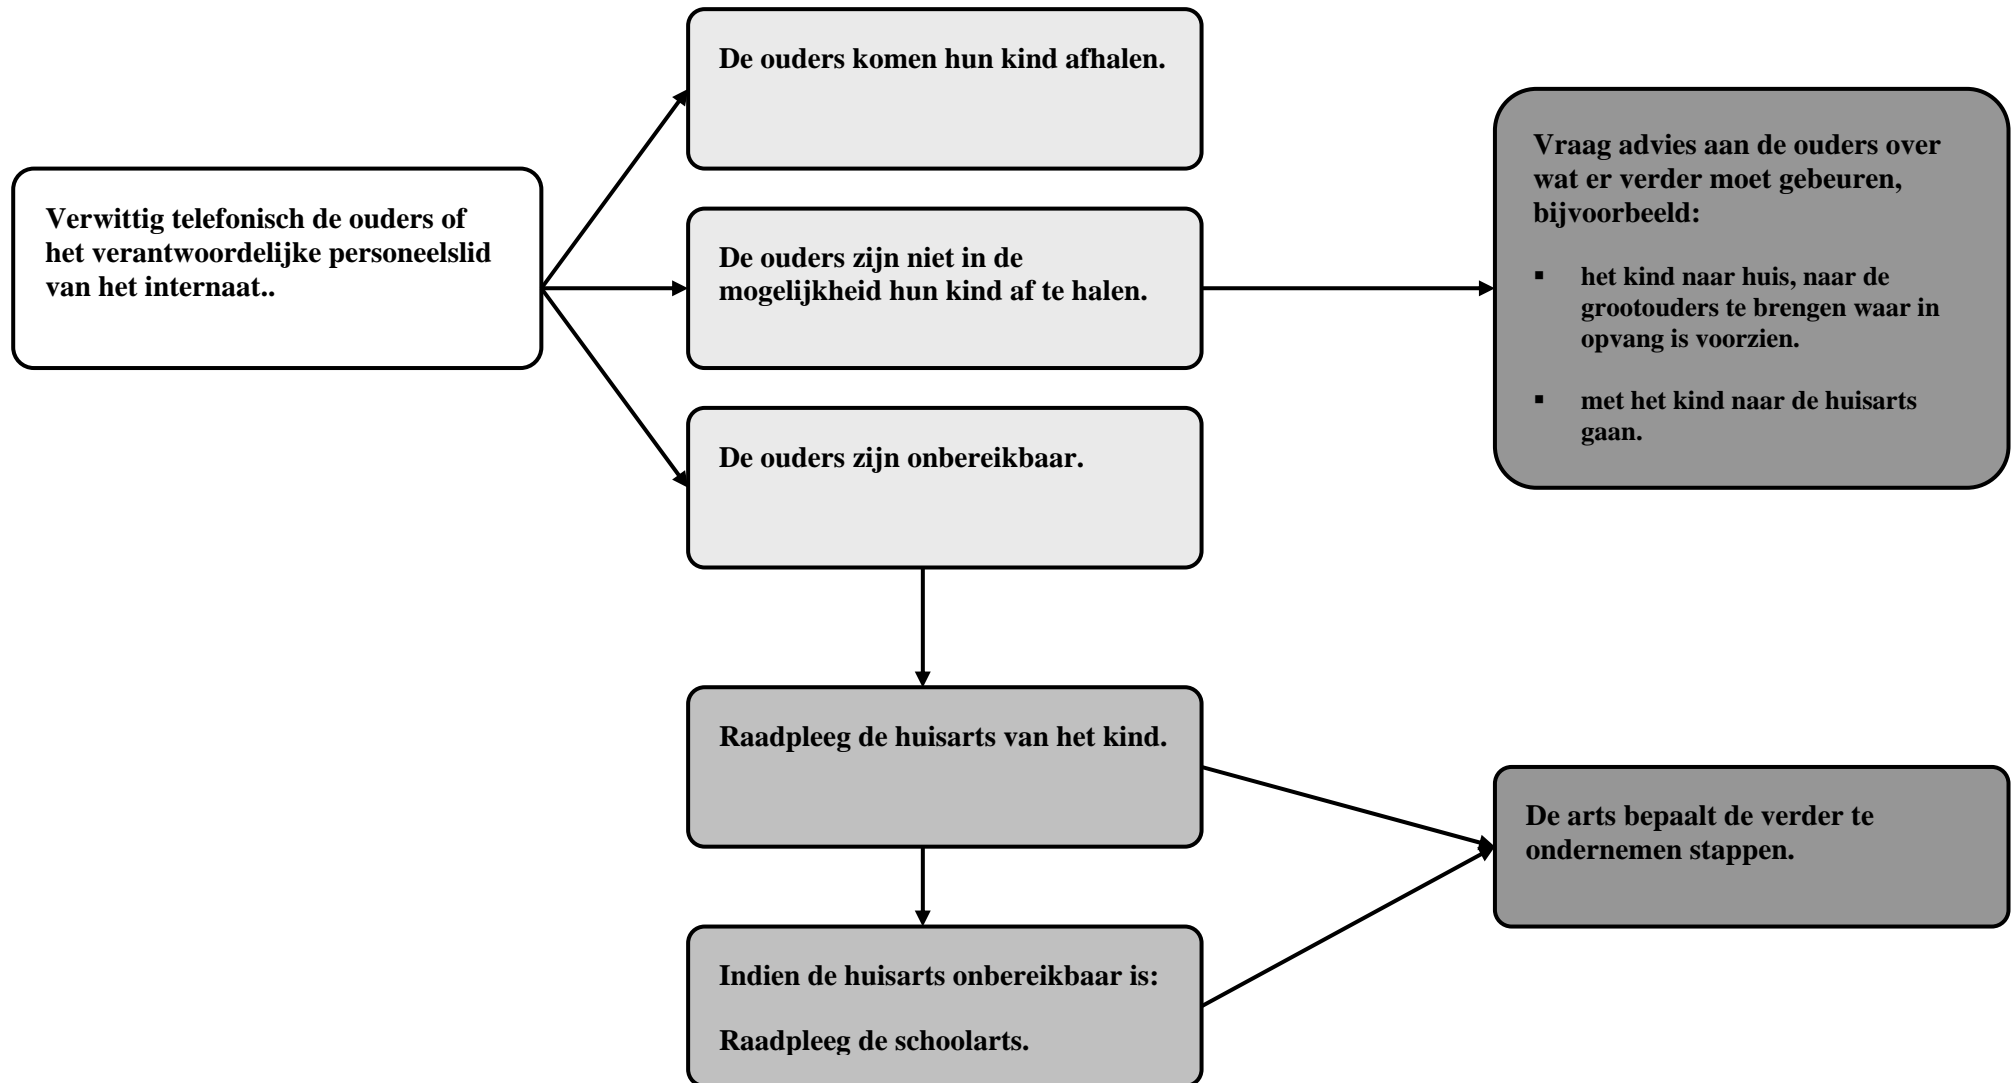 De ouders komen hun kind afhalen.
Verwittig telefonisch de ouders of
het verantwoordelijke personeelslid
van het internaat..
De ouders zijn niet in de
mogelijkheid hun kind af te halen.
Vraag advies aan de ouders over
wat er verder moet gebeuren,
bijvoorbeeld:
▪ het kind naar huis, naar de
grootouders te brengen waar in
opvang is voorzien.
▪ met het kind naar de huisarts
gaan.
De ouders zijn onbereikbaar.
Raadpleeg de huisarts van het kind.
De arts bepaalt de verder te
ondernemen stappen.
Indien de huisarts onbereikbaar is:
Raadpleeg de schoolarts.